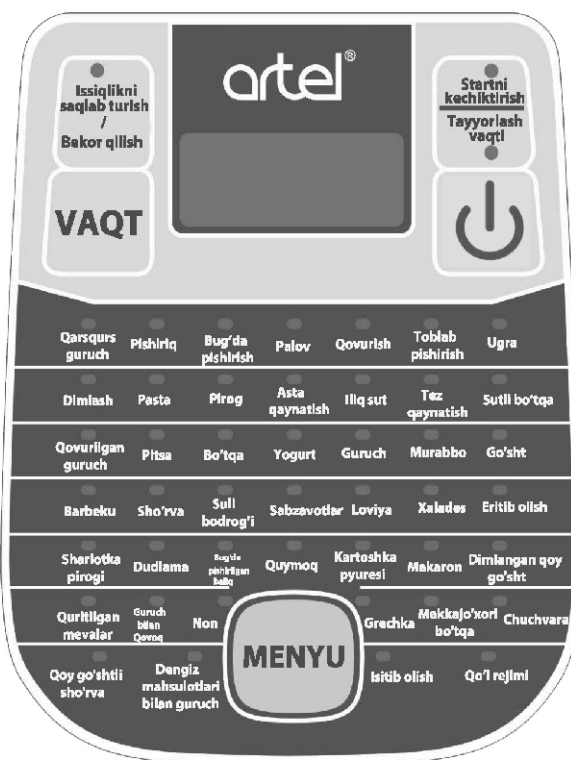 Issiqlikni
saqlab turish
/
Bekor qilish
artel®
Startni
kechiktirish
Tayyorlash
vaqti
VAQT
Qarsqurs
guruch
Pishiriq
Bug'da
pishirish
Palov
Qovurish
Toblab
pishirish
Ugra
Dimlash
Pasta
Pirog
Asta
qaynatish
Iliq sut
Tez
qaynatish
Sutli bo'tqa
Qovurilgan
guruch
Pitsa
Bo'tqa
Yogurt
Guruch
Murabbo
Go'sht
Barbeku
Sho'rva
Suli
bodrog'i
Sabzavotlar
Loviya
Xalades
Eritib olish
Sharlotka
pirogi
Dudlama
Bug'da
pishirilgan
Baliq
Quymoq
Kartoshka
pyuresi
Makaron
Dimlangan qoy
go'sht
Quritilgan
mevalar
Guruch
bilan
Qovoq
Non
MENYU
Grechka
Makkajo'xori
bo'tqa
Chuchvara
Qoy go'shtli
sho'rva
Dengiz
mahsulotlari
bilan guruch
Isitib olish
Qo'l rejimi